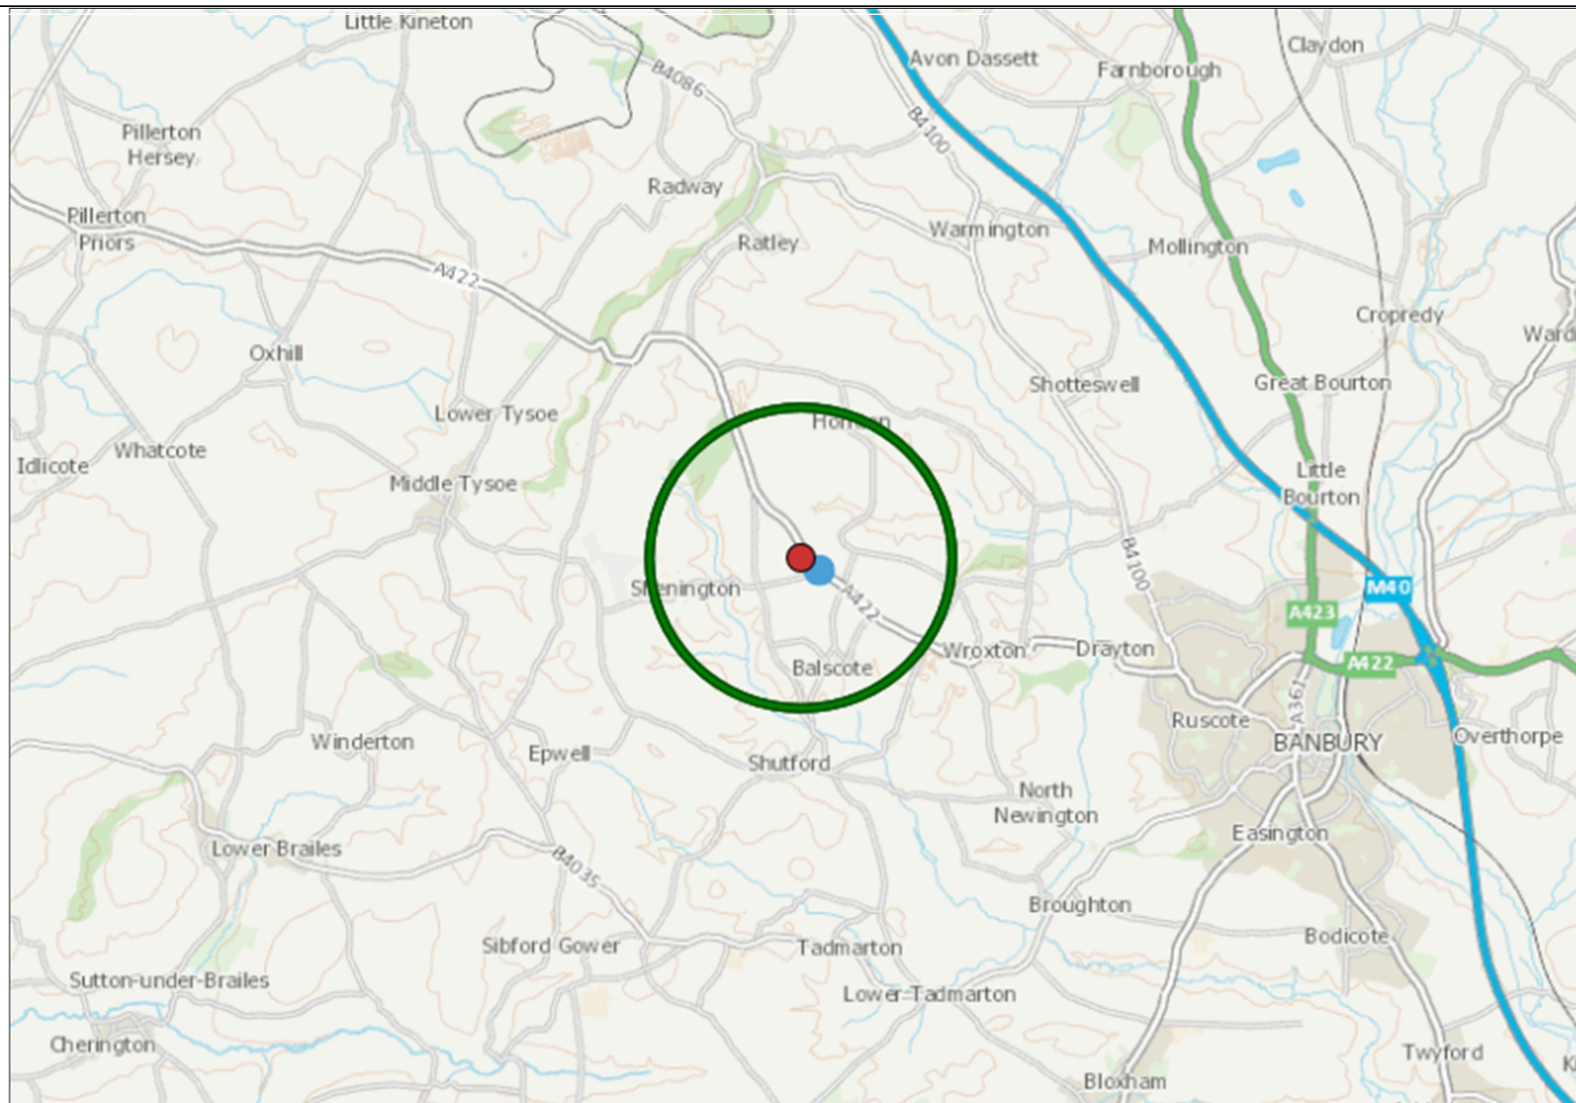 Little Kineton
Claydon
Avon Dassett
Farnborough
B4086
B4100
Pillerton
Hersey
Radway
Pillerton
Priors
Warmington
Ratley
Mollington
A422
Cropredy
Ward
Oxhill
Shotteswell
Great Bourton
Lower Tysoe
Whatcote
Idlicote
Little
Bourton
Middle Tysoe
B4100
M40
Shenington
A422
A423
Wroxton
Drayton
A422
Balscote
A361
Ruscote
Winderton
Epwell
BANBURY
Overthorpe
Shutford
North
Newington
Easington
Lower Brailes
B4035
Broughton
Sibford Gower
Tadmarton
Bodicote
Sutton-under-Brailes
Lower Tadmarton
Cherington
Twyford
Bloxham